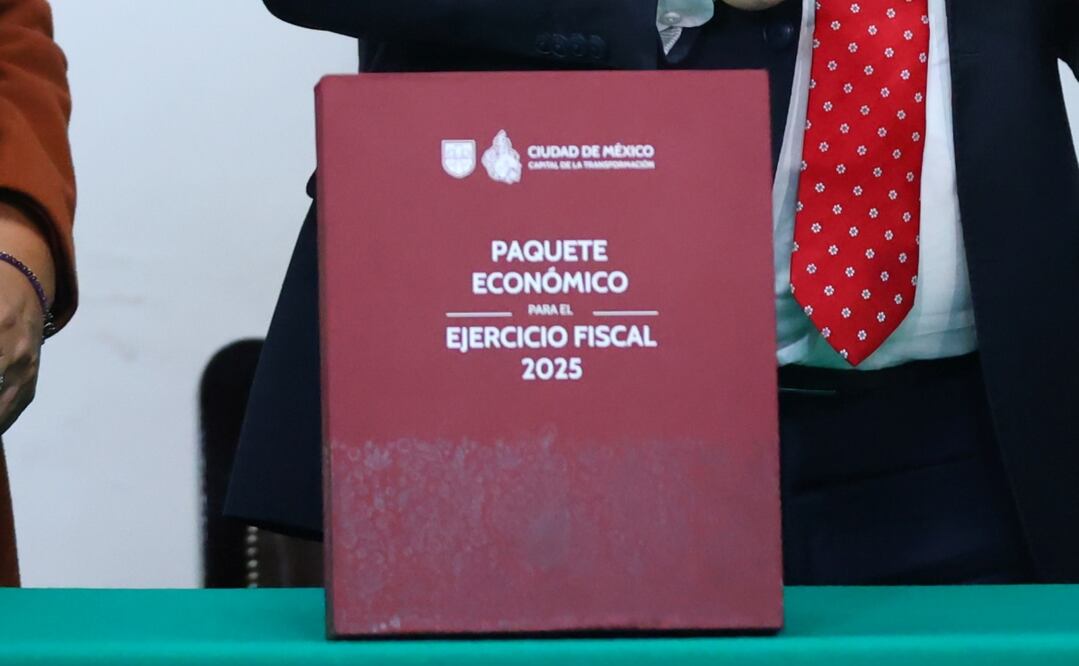 CIUDAD DE MÉXICO
CAPITAL DE LA TRANSFORMACIÓN
PAQUETE
ECONÓMICO
PARA EL
EJERCICIO FISCAL
2025